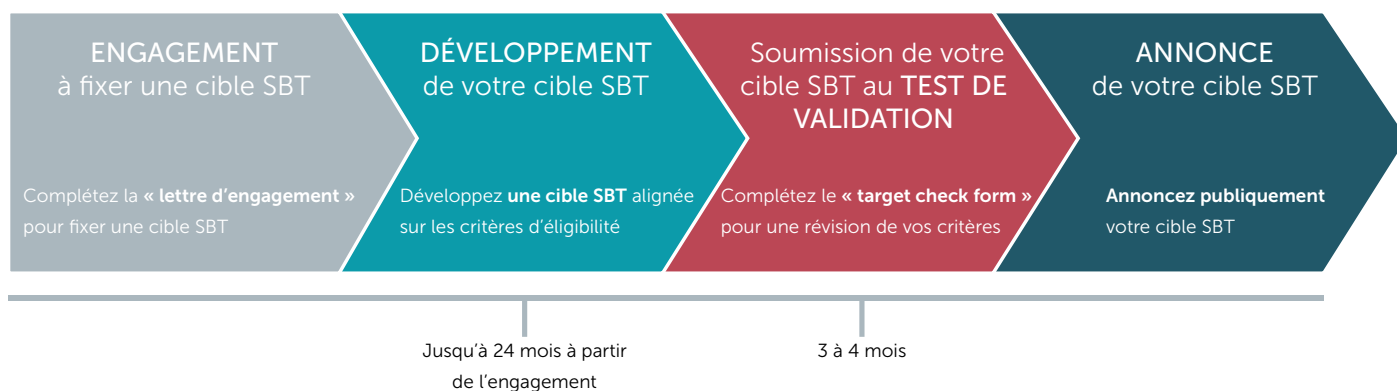 ENGAGEMENT
à fixer une cible SBT
Complétez la « lettre d'engagement »
pour fixer une cible SBT
DÉVELOPPEMENT
de votre cible SBT
Développez une cible SBT alignée
sur les critères d'éligibilité
Soumission de votre
cible SBT au TEST DE
VALIDATION
Complétez le « target check form »
pour une révision de vos critères
ANNONCE
de votre cible SBT
Annoncez publiquement
votre cible SBT
Jusqu'à 24 mois à partir
de l'engagement
3 à 4 mois